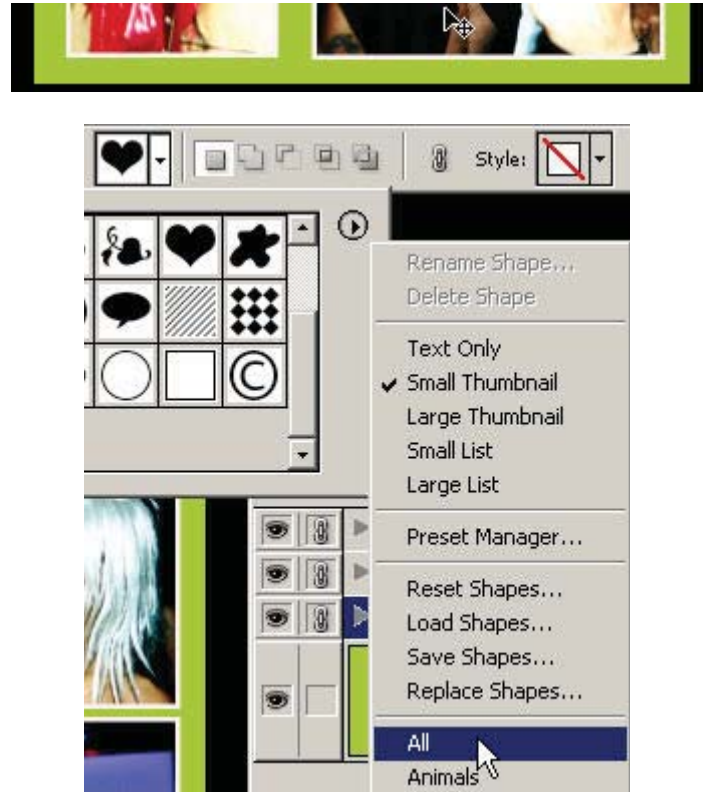 Style:
©
Rename Shape...
Delete Shape
Text Only
Small Thumbnail
Large Thumbnail
Small List
Large List
Preset Manager...
Reset Shapes...
Load Shapes...
Save Shapes...
Replace Shapes...
All
Animals